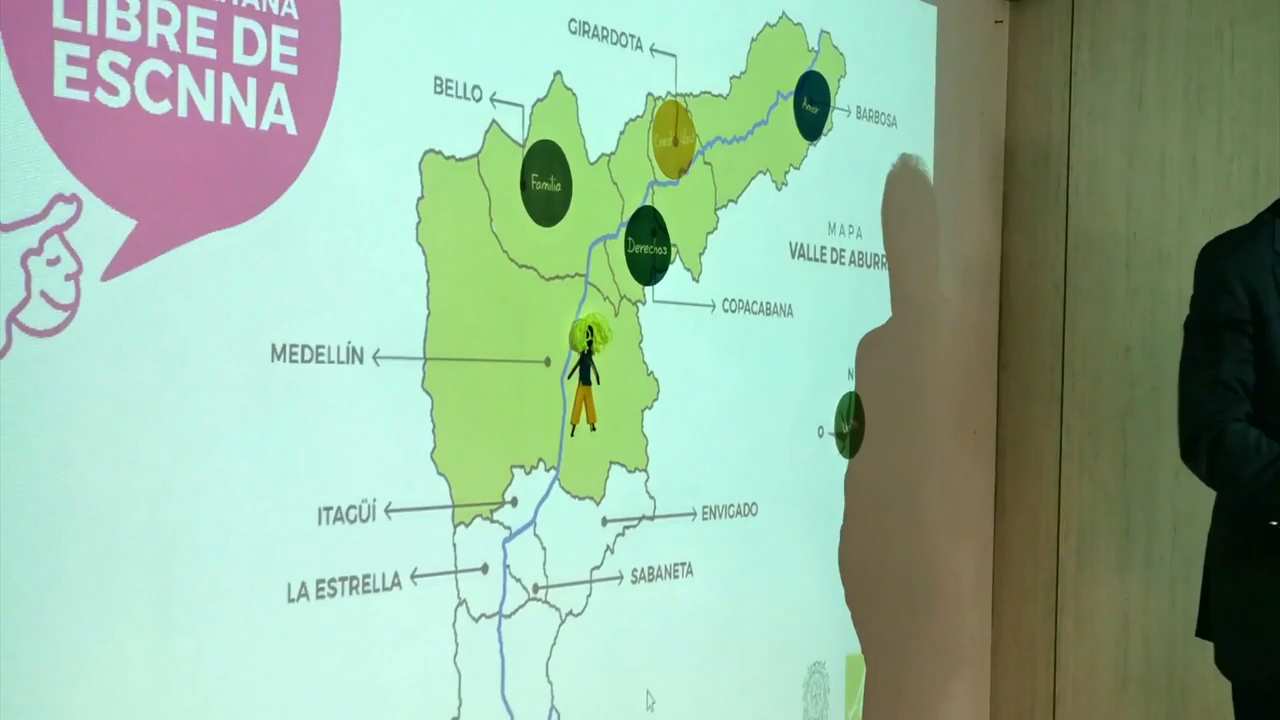 LIBRE DE
ESCNNA
GIRARDOTA
BELLO
BARBOSA
Amor
Familia
Derechos
MAPA
VALLE DE ABURR
COPACABANA
MEDELLÍN
N
O
ITAGÜÍ
ENVIGADO
LA ESTRELLA
SABANETA